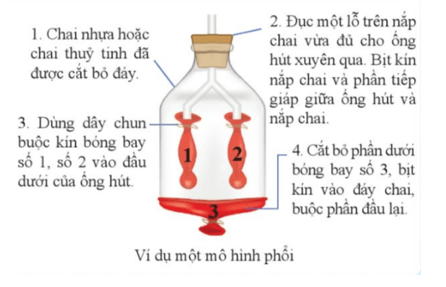 1. Chai nhựa hoặc
chai thuỷ tinh đã
được cắt bỏ đáy.
2. Đục một lỗ trên nắp
chai vừa đủ cho ống
hút xuyên qua. Bịt kín
nắp chai và phần tiếp
giáp giữa ống hút và
nắp chai.
3. Dùng dây chun
buộc kín bóng bay
số 1, số 2 vào đầu
dưới của ống hút.
1
2
4. Cắt bỏ phần dưới
bóng bay số 3, bịt
kín vào đáy chai,
buộc phần đầu lại.
3
Ví dụ một mô hình phổi